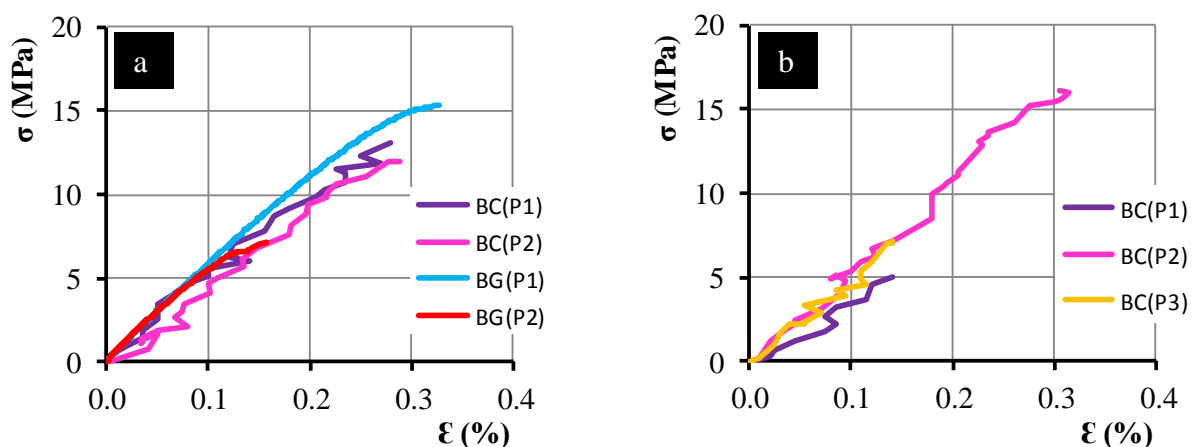 a
σ (MPa)
20
15
10
5
0
0.0 0.1 0.2 0.3 0.4
Ɛ (%)
BC(P1)
BC(P2)
BG(P1)
BG(P2)
b
σ (MPa)
20
15
10
5
0
0.0 0.1 0.2 0.3 0.4
Ɛ (%)
BC(P1)
BC(P2)
BC(P3)